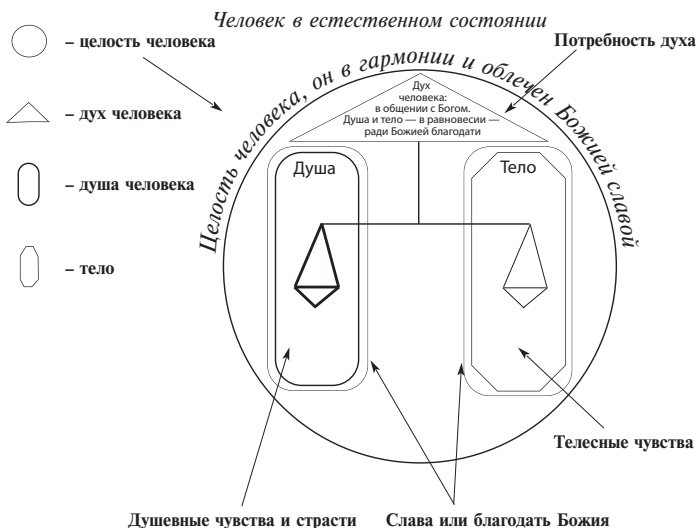 Человек в естественном состоянии
– целость человека
Потребность духа
Целость человека, он в гармонии и облечен Божией славой
Дух
человека:
в общении с Богом.
Душа и тело — в равновесии —
ради Божией благодати
– дух человека
Душа
Тело
– душа человека
– тело
Телесные чувства
Душевные чувства и страсти
Слава или благодать Божия